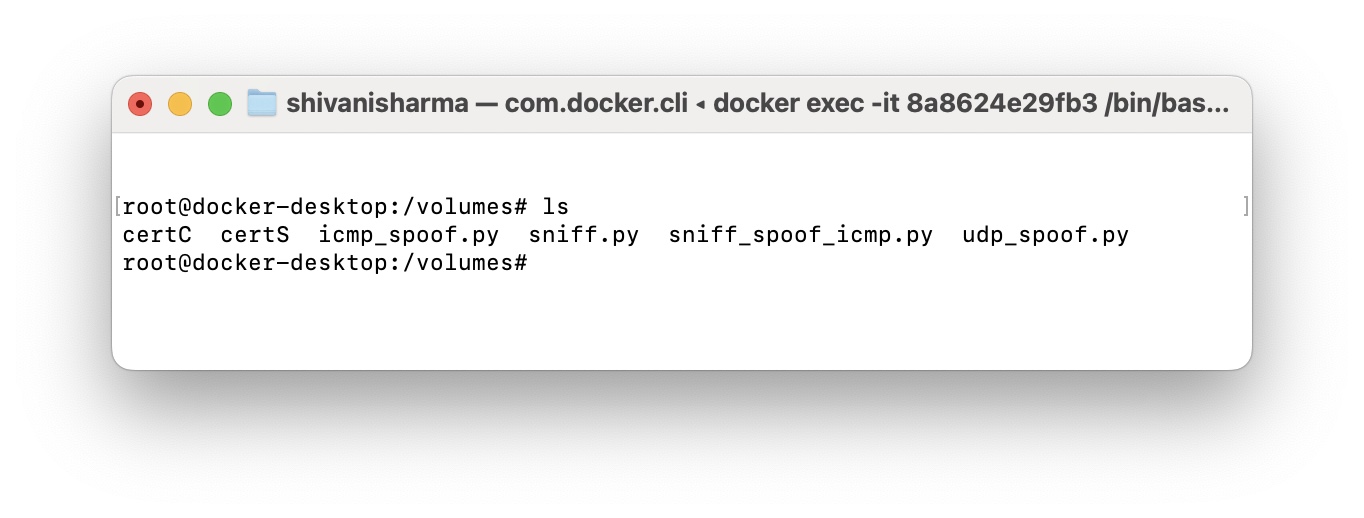 shivanisharma — com.docker.cli ◂ docker exec -it 8a8624e29fb3 /bin/bas...
[root@docker-desktop:/volumes# ls ]
certC  certS  icmp_spoof.py  sniff.py  sniff_spoof_icmp.py  udp_spoof.py
root@docker-desktop:/volumes#